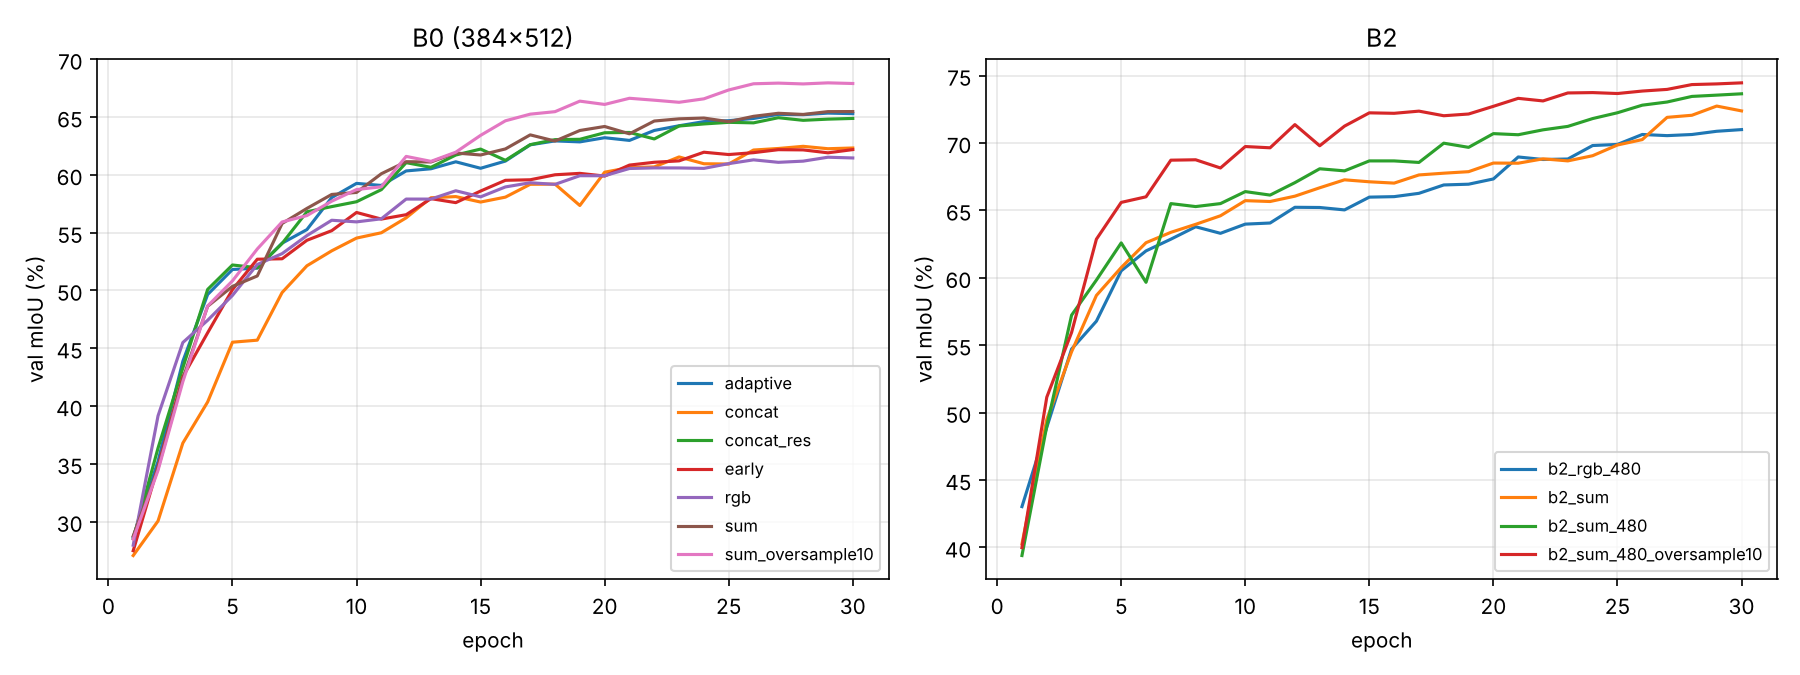 B0 (384×512)
val mIoU (%)
70
65
60
55
50
45
40
35
30
0 5 10 15 20 25 30
epoch
adaptive
concat
concat_res
early
rgb
sum
sum_oversample10
B2
val mIoU (%)
75
70
65
60
55
50
45
40
0 5 10 15 20 25 30
epoch
b2_rgb_480
b2_sum
b2_sum_480
b2_sum_480_oversample10